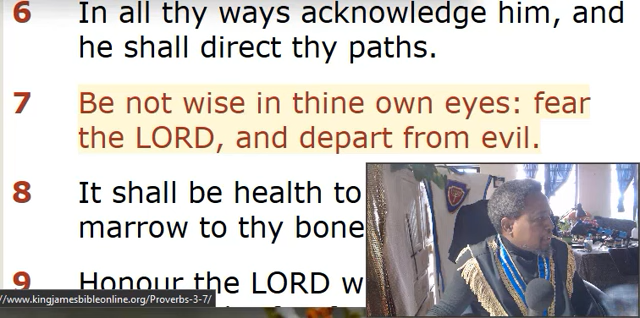 6 In all thy ways acknowledge him, and
he shall direct thy paths.
7 Be not wise in thine own eyes: fear
the LORD, and depart from evil.
8 It shall be health to
marrow to thy bone
9 Honour the LORD w
//www.kingjamesbibleonline.org/Proverbs-3-7/